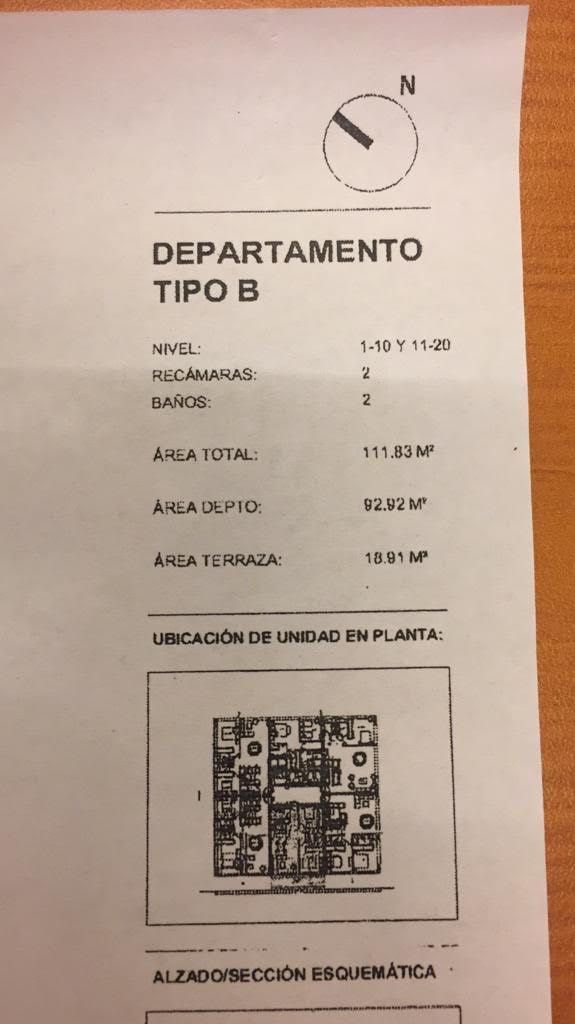 N
DEPARTAMENTO
TIPO B
NIVEL: 1-10 Y 11-20
RECÁMARAS: 2
BAÑOS: 2
ÁREA TOTAL: 111.83 M²
ÁREA DEPTO: 92.92 M²
ÁREA TERRAZA: 18.91 M²
UBICACIÓN DE UNIDAD EN PLANTA:
ALZADO/SECCIÓN ESQUEMÁTICA